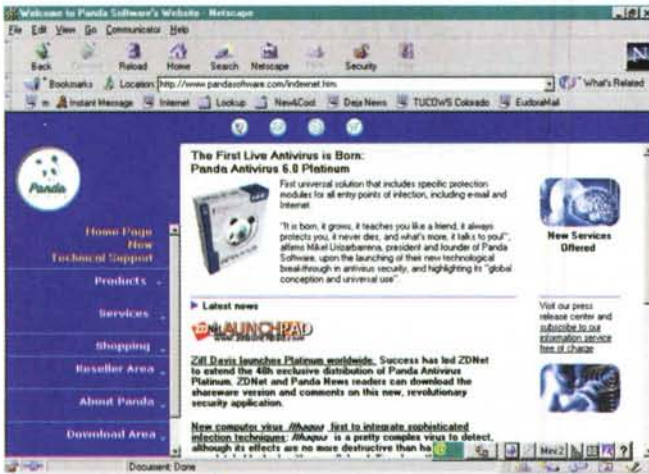 Welcome to Panda Software's Website - Netscape
File Edit View Go Communicator Help
Back Reload Home Search Netscape Security
Bookmarks Location: http://www.pandasoftware.com/indexnet.htm What's Related
m Instant Message Internet Lookup New&Cool Deja News TUCOWS Colorado EudoraMail
Panda
Home Page
New
Technical Support
Products
Services
Shopping
Reseller Area
About Panda
Download Area
The First Live Antivirus is Born:
Panda Antivirus 6.0 Platinum
First universal solution that includes specific protection
modules for all entry points of infection, including e-mail and
Internet
"It is born, it grows, it teaches you like a friend, it always
protects you, it never dies, and what's more, it talks to you!",
affirms Mikel Urizarbarrena, president and founder of Panda
Software, upon the launching of their new technological
breakthrough in antivirus security, and highlighting its "global
conception and universal use".
Latest news
LAUNCHPAD
Ziff Davis launches Platinum worldwide. Success has led ZDNet
to extend the 48h exclusive distribution of Panda Antivirus
Platinum. ZDNet and Panda News readers can download the
shareware version and comments on this new, revolutionary
security application.
New computer virus first to integrate sophisticated
infection techniques: is a pretty complex virus to detect,
although its effects are no more destructive than
New Services
Offered
Visit our press
release center and
subscribe to our
information service
free of charge
Document: Done